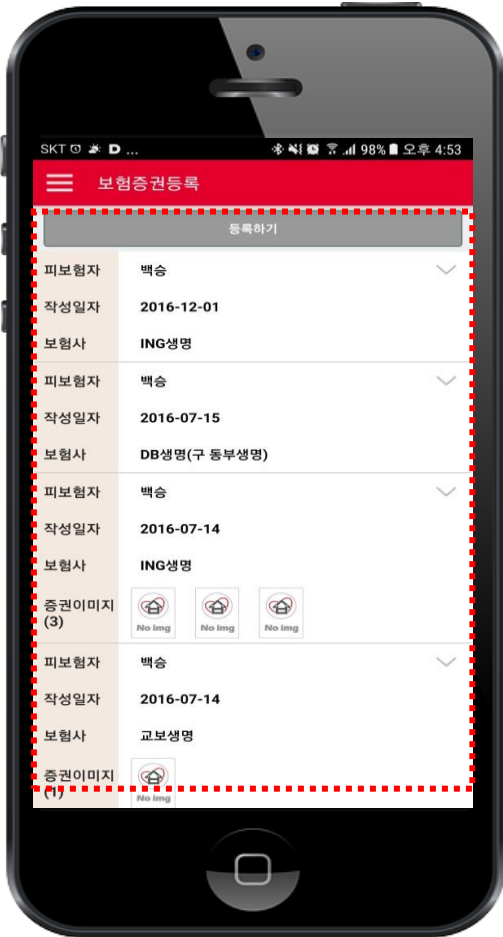 SKT D ... 98% 오후 4:53
보험증권등록
등록하기
피보험자 백승
작성일자 2016-12-01
보험사 ING생명
피보험자 백승
작성일자 2016-07-15
보험사 DB생명(구 동부생명)
피보험자 백승
작성일자 2016-07-14
보험사 ING생명
증권이미지
(3)
No img No img No img
피보험자 백승
작성일자 2016-07-14
보험사 교보생명
증권이미지
(1)
No img